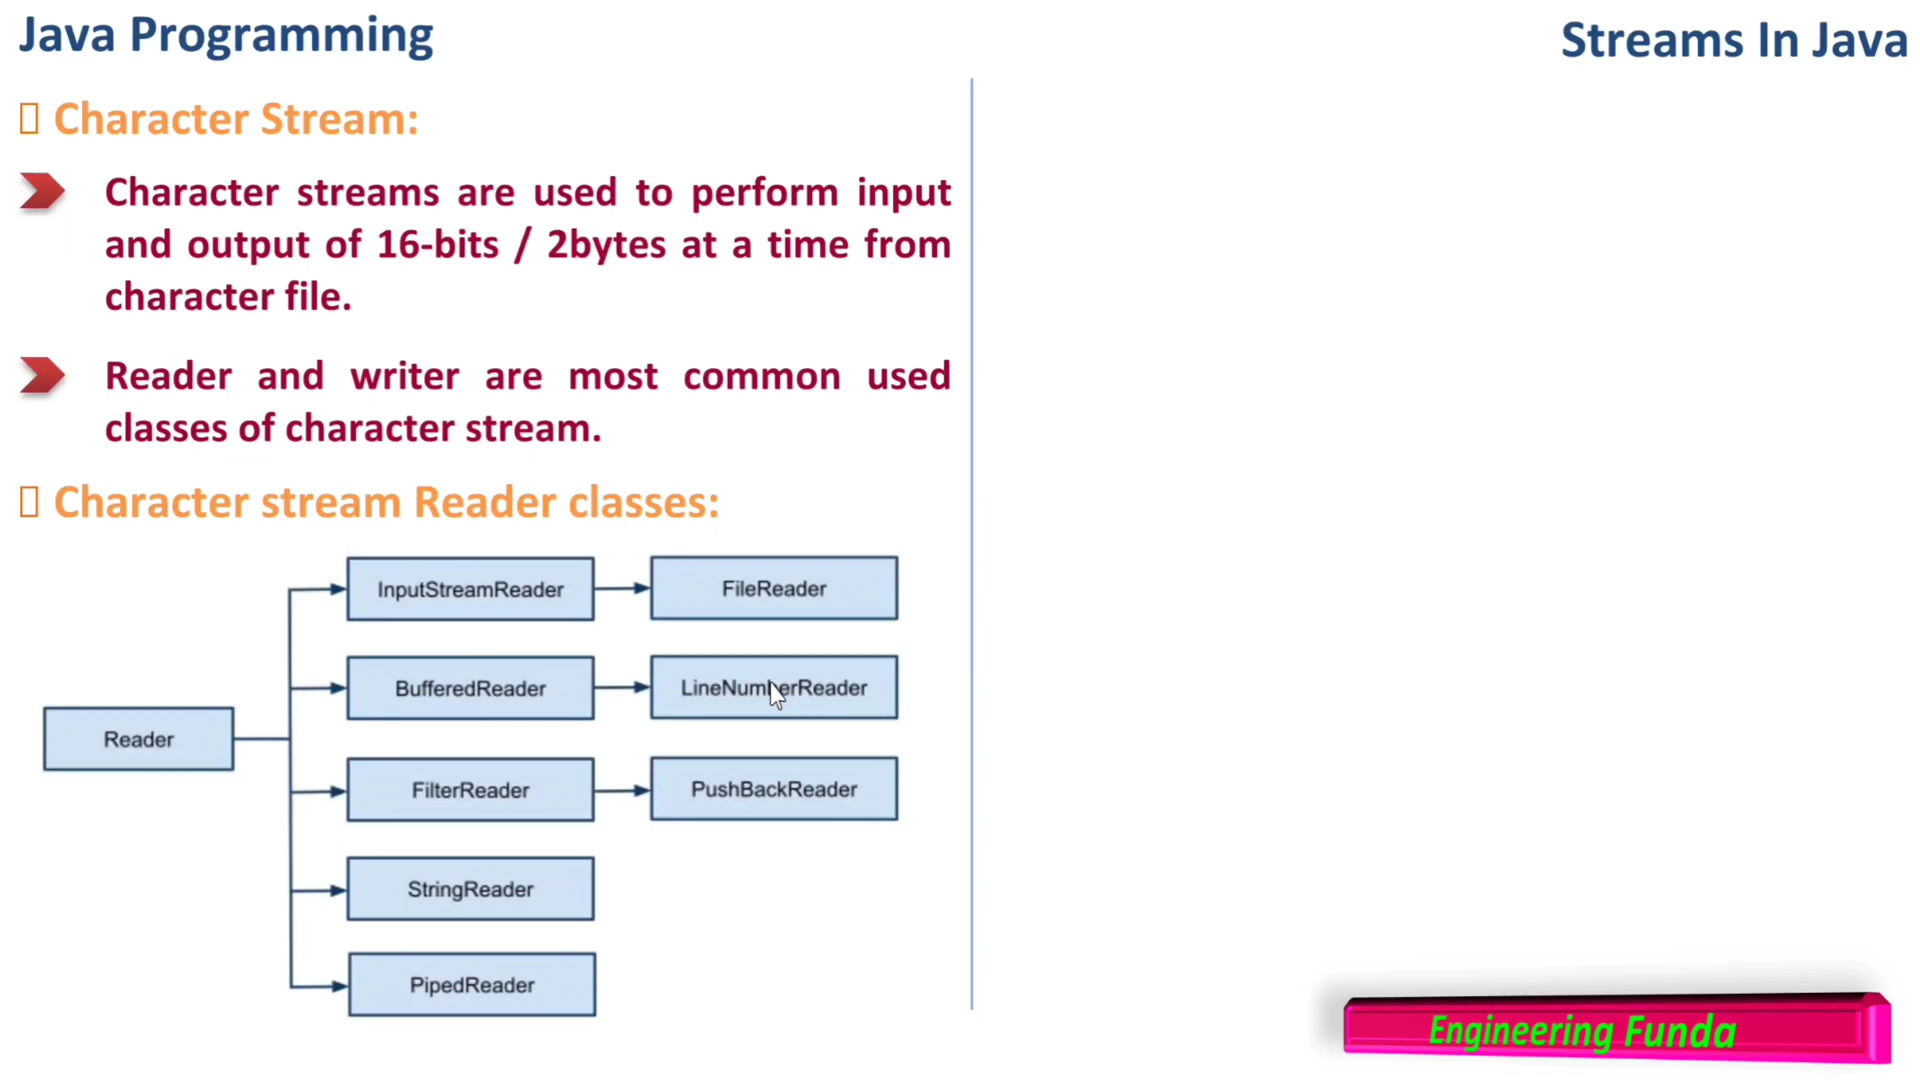 Java Programming
Streams In Java
Character Stream:
Character streams are used to perform input
and output of 16-bits / 2bytes at a time from
character file.
Reader and writer are most common used
classes of character stream.
Character stream Reader classes:
InputStreamReader
FileReader
BufferedReader
LineNumberReader
Reader
FilterReader
PushBackReader
StringReader
PipedReader
Engineering Funda